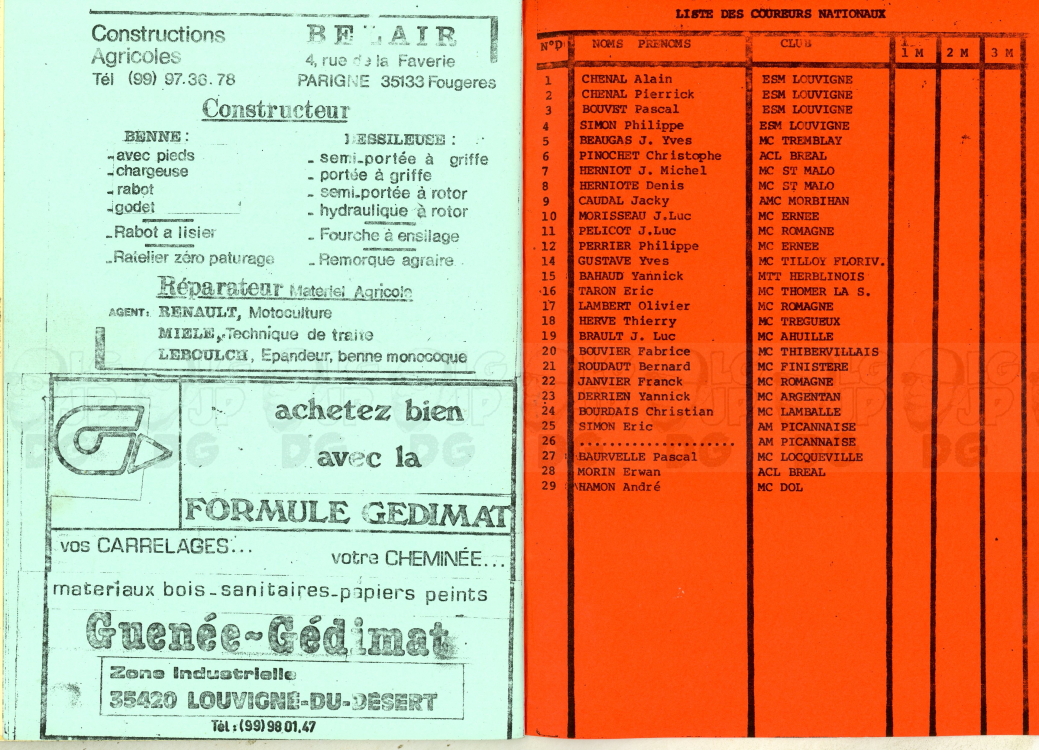 Constructions
Agricoles
Tél (99) 97.36.78
BELAIR
4, rue de la Faverie
PARIGNE 35133 Fougeres
Constructeur
BENNE :
-avec pieds
-chargeuse
-rabot
-godet
-Rabot a lisier
-Ratelier zéro paturage
DESSILEUSE :
- semi-portée à griffe
- portée à griffe
- semi-portée à rotor
- hydraulique à rotor
- Fourche à ensilage
- Remorque agraire
Réparateur Materiel Agricole
AGENT: RENAULT, Motoculture
MIELE, Technique de traite
LEBOULCH, Epandeur, benne monocoque
achetez bien
avec la
FORMULE GEDIMAT
vos CARRELAGES...
votre CHEMINÉE...
materiaux bois-sanitaires-papiers peints
Guenée-Gédimat
Zone Industrielle
35420 LOUVIGNÉ-DU-DESERT
Tél : (99) 98.01.47
LISTE DES COUREURS NATIONAUX
N°D NOMS PRENOMS CLUB 1 M 2 M 3 M
1 CHENAL Alain ESM LOUVIGNE
2 CHENAL Pierrick ESM LOUVIGNE
3 BOUVET Pascal ESM LOUVIGNE
4 SIMON Philippe ESM LOUVIGNE
5 BEAUGAS J. Yves MC TREMBLAY
6 PINOCHET Christophe ACL BREAL
7 HERNIOT J. Michel MC ST MALO
8 HERNIOTE Denis MC ST MALO
9 CAUDAL Jacky AMC MORBIHAN
10 MORISSEAU J.Luc MC ERNEE
11 PELICOT J.Luc MC ROMAGNE
12 PERRIER Philippe MC ERNEE
14 GUSTAVE Yves MC TILLOY FLORIV.
15 BAHAUD Yannick MTT HERBLINOIS
16 TARON Eric MC THOMER LA S.
17 LAMBERT Olivier MC ROMAGNE
18 HERVE Thierry MC TREGUEUX
19 BRAULT J. Luc MC AHUILLE
20 BOUVIER Fabrice MC THIBERVILLAIS
21 ROUDAUT Bernard MC FINISTERE
22 JANVIER Franck MC ROMAGNE
23 DERRIEN Yannick MC ARGENTAN
24 BOURDAIS Christian MC LAMBALLE
25 SIMON Eric AM PICANNAISE
26 ...................... AM PICANNAISE
27 BAURVELLE Pascal MC LOCQUEVILLE
28 MORIN Erwan ACL BREAL
29 HAMON André MC DOL